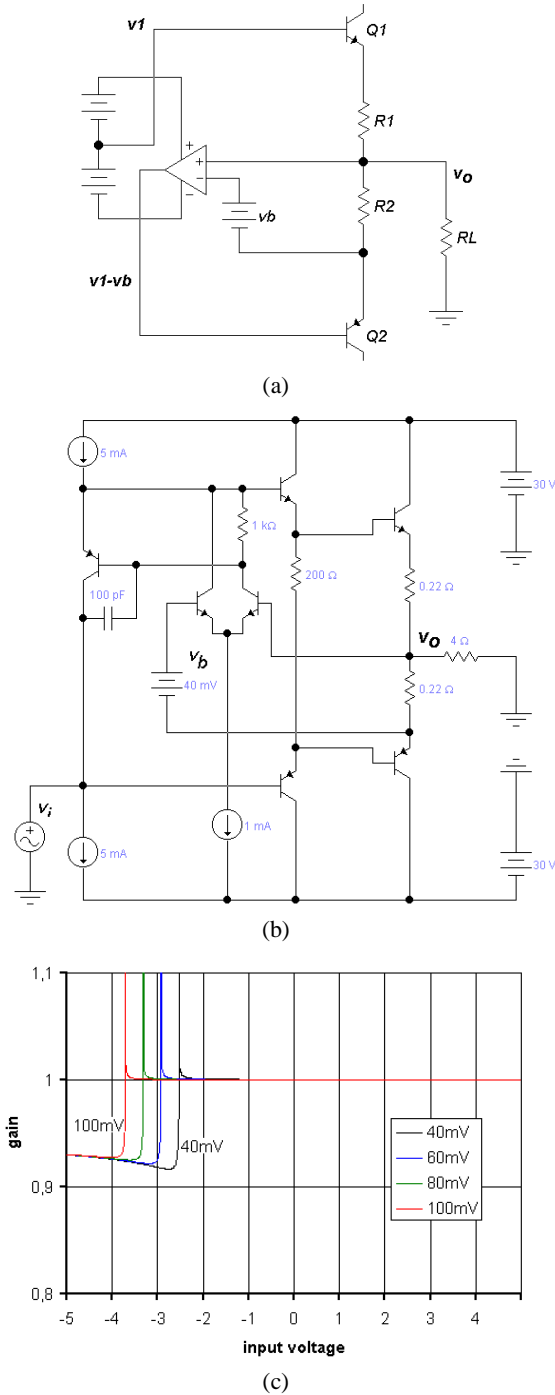 v1
Q1
R1
+
+
−
−
vo
vb
R2
RL
v1-vb
Q2
(a)
5 mA
30 V
1 kΩ
100 pF
200 Ω
0.22 Ω
vb
vo
4 Ω
40 mV
0.22 Ω
vi
+
5 mA
1 mA
30 V
(b)
1,1
1
0,9
0,8
gain
100mV
40mV
40mV
60mV
80mV
100mV
-5 -4 -3 -2 -1 0 1 2 3 4
input voltage
(c)